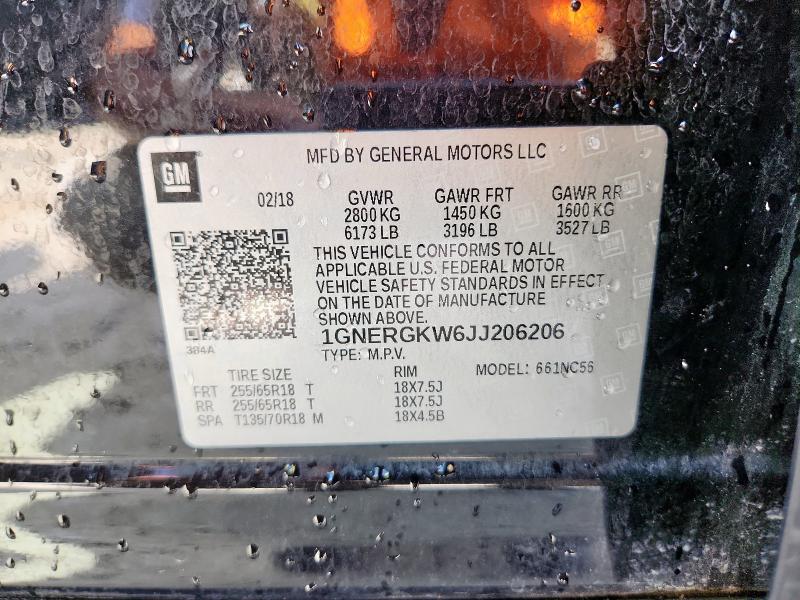 GM
MFD BY GENERAL MOTORS LLC
02/18 GVWR GAWR FRT GAWR RR
2800 KG 1450 KG 1600 KG
6173 LB 3196 LB 3527 LB
THIS VEHICLE CONFORMS TO ALL
APPLICABLE U.S. FEDERAL MOTOR
VEHICLE SAFETY STANDARDS IN EFFECT
ON THE DATE OF MANUFACTURE
SHOWN ABOVE.
384A
1GNERGKW6JJ206206
TYPE: M.P.V. MODEL: 661NC56
TIRE SIZE RIM
FRT 255/65R18 T 18X7.5J
RR 255/65R18 T 18X7.5J
SPA T135/70R18 M 18X4.5B